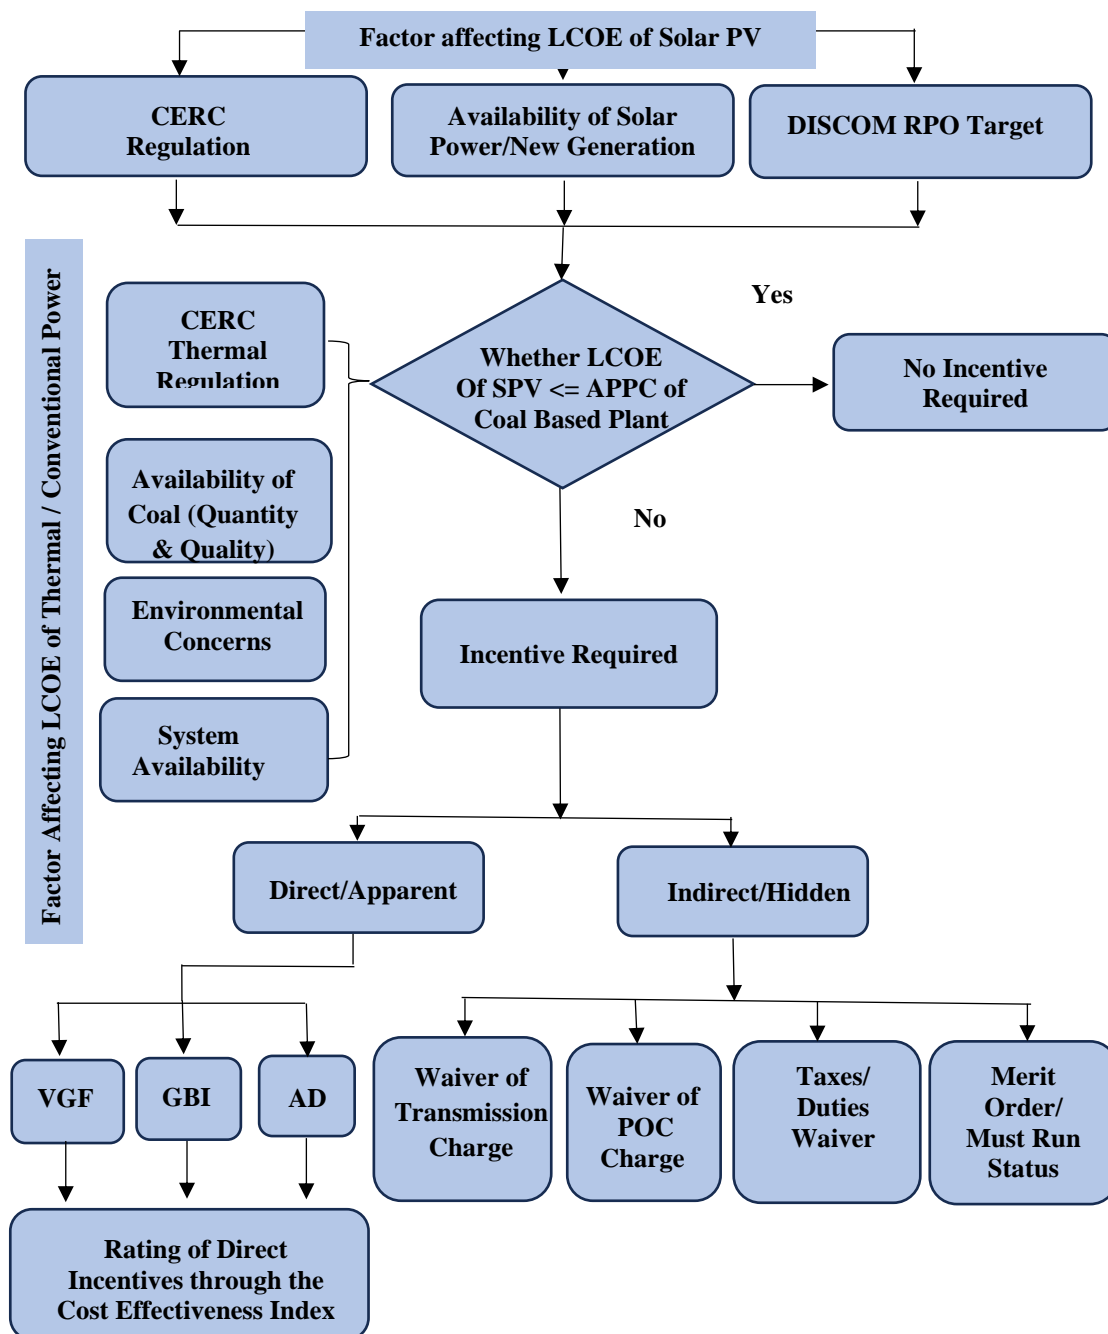 Factor affecting LCOE of Solar PV
CERC
Regulation
Availability of Solar
Power/New Generation
DISCOM RPO Target
Factor Affecting LCOE of Thermal / Conventional Power
CERC
Thermal
Regulation
Availability of
Coal (Quantity
& Quality)
Environmental
Concerns
System
Availability
Whether LCOE
Of SPV <= APPC of
Coal Based Plant
Yes
No Incentive
Required
No
Incentive Required
Direct/Apparent
Indirect/Hidden
VGF
GBI
AD
Waiver of
Transmission
Charge
Waiver of
POC
Charge
Taxes/
Duties
Waiver
Merit
Order/
Must Run
Status
Rating of Direct
Incentives through the
Cost Effectiveness Index